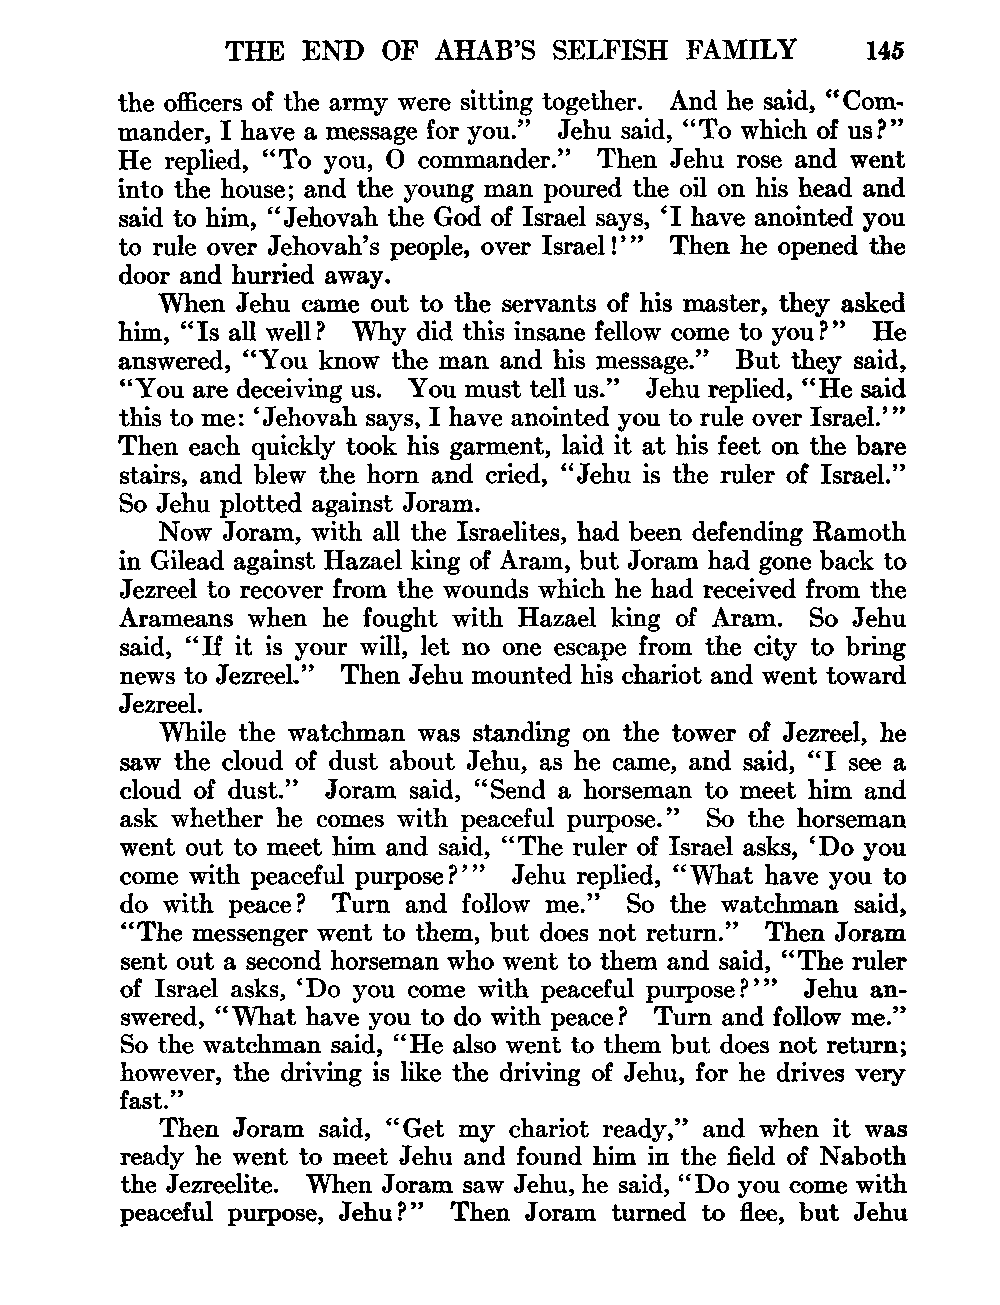 THE END OF AHAB'S SELFISH FAMILY 145
the officers of the army were sitting together. And he said, “Com-
mander, I have a message for you.” Jehu said, “To which of us?”
He replied, “To you, O commander.” Then Jehu rose and went
into the house; and the young man poured the oil on his head and
said to him, “Jehovah the God of Israel says, ‘I have anointed you
to rule over Jehovah's people, over Israel!’” Then he opened the
door and hurried away.
When Jehu came out to the servants of his master, they asked
him, “Is all well? Why did this insane fellow come to you?” He
answered, “You know the man and his message.” But they said,
“You are deceiving us. You must tell us.” Jehu replied, “He said
this to me: ‘Jehovah says, I have anointed you to rule over Israel.’”
Then each quickly took his garment, laid it at his feet on the bare
stairs, and blew the horn and cried, “Jehu is the ruler of Israel.”
So Jehu plotted against Joram.
Now Joram, with all the Israelites, had been defending Ramoth
in Gilead against Hazael king of Aram, but Joram had gone back to
Jezreel to recover from the wounds which he had received from the
Arameans when he fought with Hazael king of Aram. So Jehu
said, “If it is your will, let no one escape from the city to bring
news to Jezreel.” Then Jehu mounted his chariot and went toward
Jezreel.
While the watchman was standing on the tower of Jezreel, he
saw the cloud of dust about Jehu, as he came, and said, “I see a
cloud of dust.” Joram said, “Send a horseman to meet him and
ask whether he comes with peaceful purpose.” So the horseman
went out to meet him and said, “The ruler of Israel asks, ‘Do you
come with peaceful purpose?’” Jehu replied, “What have you to
do with peace? Turn and follow me.” So the watchman said,
“The messenger went to them, but does not return.” Then Joram
sent out a second horseman who went to them and said, “The ruler
of Israel asks, ‘Do you come with peaceful purpose?’” Jehu an-
swered, “What have you to do with peace? Turn and follow me.”
So the watchman said, “He also went to them but does not return;
however, the driving is like the driving of Jehu, for he drives very
fast.”
Then Joram said, “Get my chariot ready,” and when it was
ready he went to meet Jehu and found him in the field of Naboth
the Jezreelite. When Joram saw Jehu, he said, “Do you come with
peaceful purpose, Jehu?” Then Joram turned to flee, but Jehu